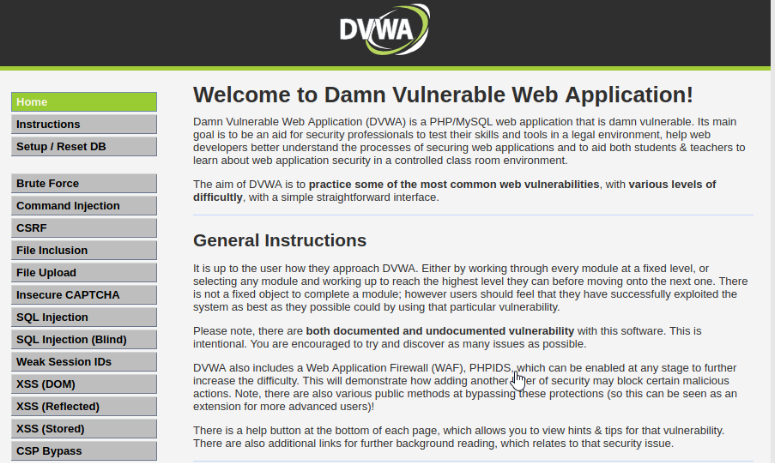 DVWA
Home
Instructions
Setup / Reset DB
Brute Force
Command Injection
CSRF
File Inclusion
File Upload
Insecure CAPTCHA
SQL Injection
SQL Injection (Blind)
Weak Session IDs
XSS (DOM)
XSS (Reflected)
XSS (Stored)
CSP Bypass
Welcome to Damn Vulnerable Web Application!
Damn Vulnerable Web Application (DVWA) is a PHP/MySQL web application that is damn vulnerable. Its main
goal is to be an aid for security professionals to test their skills and tools in a legal environment, help web
developers better understand the processes of securing web applications and to aid both students & teachers to
learn about web application security in a controlled class room environment.
The aim of DVWA is to practice some of the most common web vulnerabilities, with various levels of
difficultly, with a simple straightforward interface.
General Instructions
It is up to the user how they approach DVWA. Either by working through every module at a fixed level, or
selecting any module and working up to reach the highest level they can before moving onto the next one. There
is not a fixed object to complete a module; however users should feel that they have successfully exploited the
system as best as they possible could by using that particular vulnerability.
Please note, there are both documented and undocumented vulnerability with this software. This is
intentional. You are encouraged to try and discover as many issues as possible.
DVWA also includes a Web Application Firewall (WAF), PHPIDS, which can be enabled at any stage to further
increase the difficulty. This will demonstrate how adding another of security may block certain malicious
actions. Note, there are also various public methods at bypassing these protections (so this can be seen as an
extension for more advanced users)!
There is a help button at the bottom of each page, which allows you to view hints & tips for that vulnerability.
There are also additional links for further background reading, which relates to that security issue.